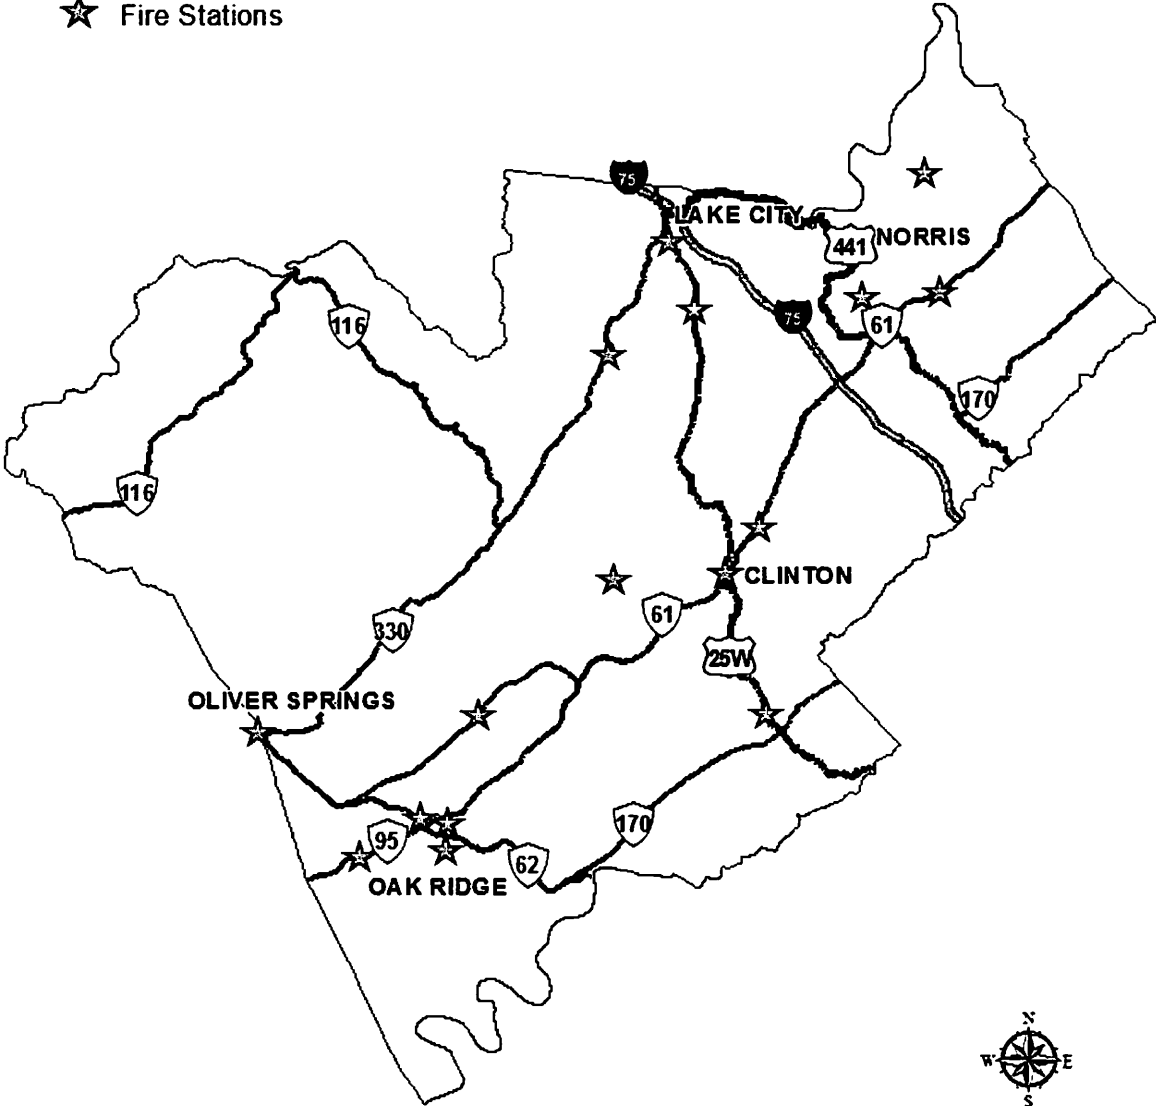 Fire Stations
75
LAKE CITY
NORRIS
441
75
61
116
170
116
CLINTON
61
330
25W
OLIVER SPRINGS
170
95
62
OAK RIDGE
N
W E
S